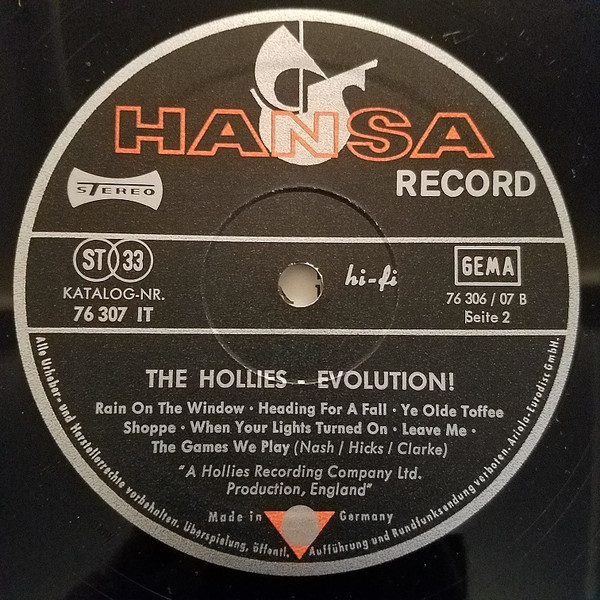 HANSA
RECORD
STEREO
ST 33
hi-fi
GEMA
KATALOG-NR.
76 307 IT
76 306 / 07 B
Seite 2
THE HOLLIES - EVOLUTION!
Rain On The Window · Heading For A Fall · Ye Olde Toffee
Shoppe · When Your Lights Turned On · Leave Me ·
The Games We Play (Nash / Hicks / Clarke)
"A Hollies Recording Company Ltd.
Production, England"
Made in Germany
Alle Urheber- und Herstellerrechte vorbehalten. Überspielung, öffentl. Aufführung und Rundfunksendung verboten. Ariola-Eurodisc GmbH.